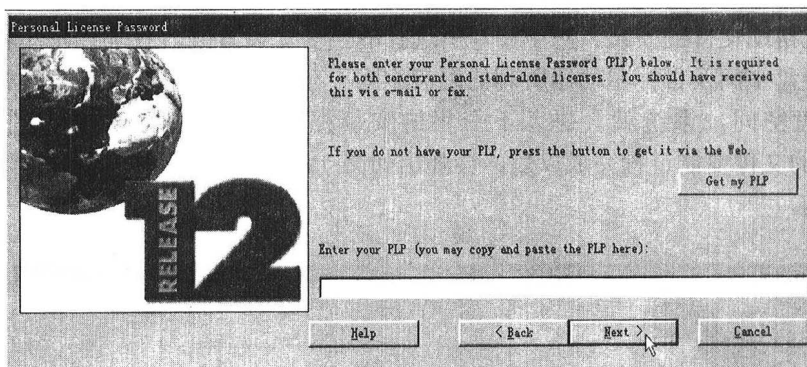 Personal License Password
Please enter your Personal License Password (PLP) below. It is required
for both concurrent and stand-alone licenses. You should have received
this via e-mail or fax.
If you do not have your PLP, press the button to get it via the Web.
Get my PLP
RELEASE
12
Enter your PLP (you may copy and paste the PLP here):
Help
< Back
Next >
Cancel